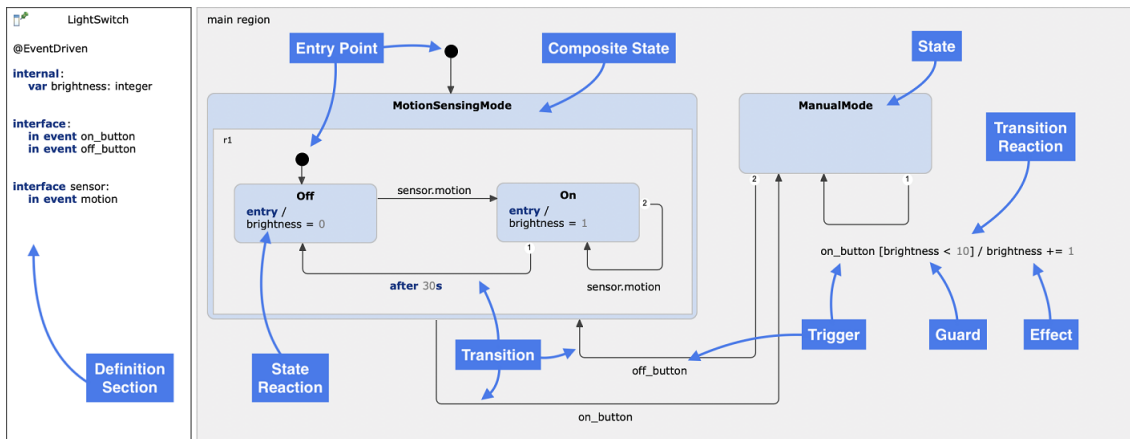 LightSwitch
@EventDriven
internal:
var brightness: integer
interface:
in event on_button
in event off_button
interface sensor:
in event motion
Definition
Section
main region
Entry Point
Composite State
State
MotionSensingMode
ManualMode
Transition
Reaction
r1
Off
entry /
brightness = 0
sensor.motion
On
entry /
brightness = 1
2
1
sensor.motion
after 30s
2
1
on_button [brightness < 10] / brightness += 1
State
Reaction
Transition
Trigger
Guard
Effect
off_button
on_button